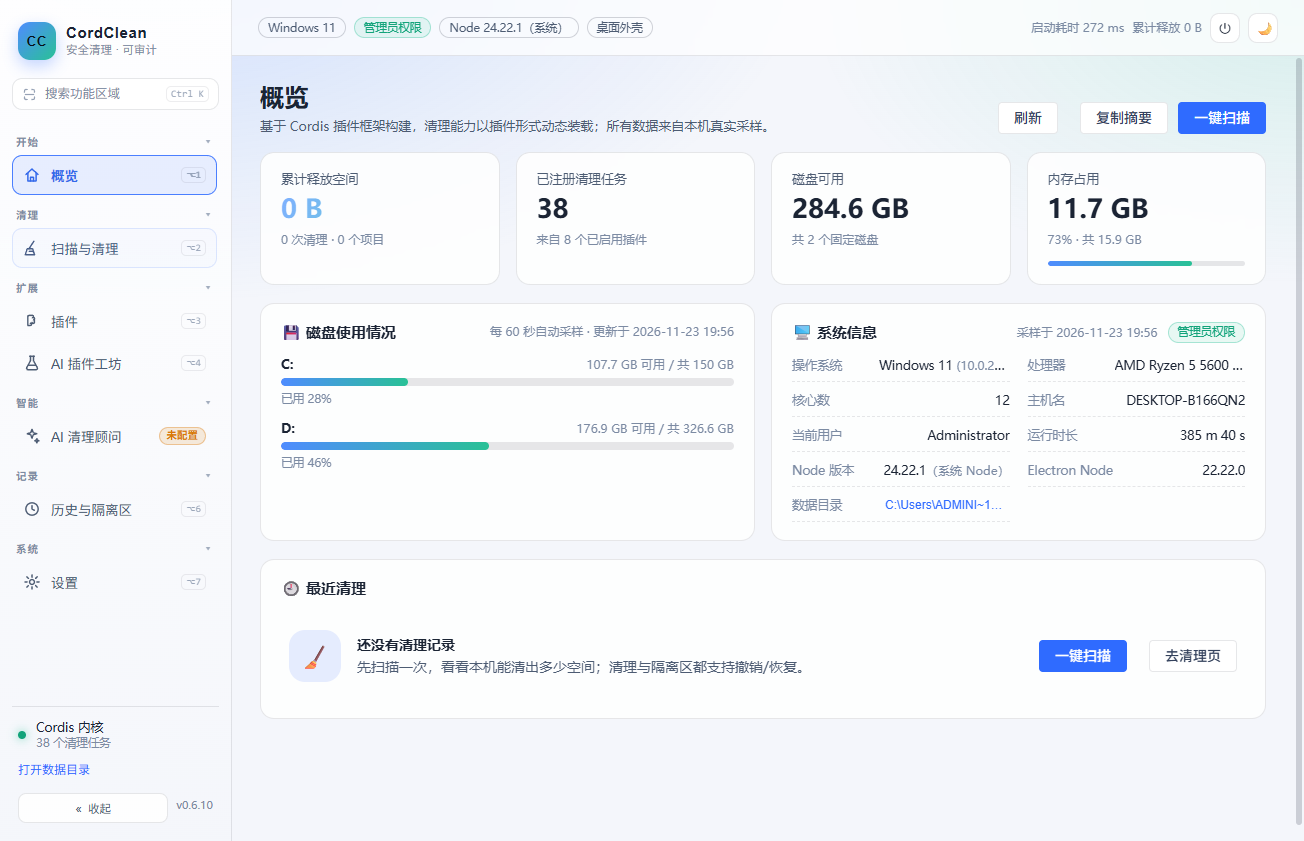 CC
CordClean
安全清理 · 可审计
搜索功能区域 Ctrl K
开始
概览 ⌥1
清理
扫描与清理 ⌥2
扩展
插件 ⌥3
AI 插件工坊 ⌥4
智能
AI 清理顾问 未配置
记录
历史与隔离区 ⌥6
系统
设置 ⌥7
Cordis 内核
38 个清理任务
打开数据目录
« 收起 v0.6.10
Windows 11 管理员权限 Node 24.22.1（系统） 桌面外壳
启动耗时 272 ms 累计释放 0 B
概览
基于 Cordis 插件框架构建，清理能力以插件形式动态装载；所有数据来自本机真实采样。
刷新 复制摘要 一键扫描
累计释放空间
0 B
0 次清理 · 0 个项目
已注册清理任务
38
来自 8 个已启用插件
磁盘可用
284.6 GB
共 2 个固定磁盘
内存占用
11.7 GB
73% · 共 15.9 GB
磁盘使用情况 每 60 秒自动采样 · 更新于 2026-11-23 19:56
C: 107.7 GB 可用 / 共 150 GB
已用 28%
D: 176.9 GB 可用 / 共 326.6 GB
已用 46%
系统信息 采样于 2026-11-23 19:56 管理员权限
操作系统 Windows 11 (10.0.2...
处理器 AMD Ryzen 5 5600 ...
核心数 12
主机名 DESKTOP-B166QN2
当前用户 Administrator
运行时长 385 m 40 s
Node 版本 24.22.1（系统 Node）
Electron Node 22.22.0
数据目录 C:\Users\ADMINI~1...
最近清理
还没有清理记录
先扫描一次，看看本机能清出多少空间；清理与隔离区都支持撤销/恢复。
一键扫描 去清理页